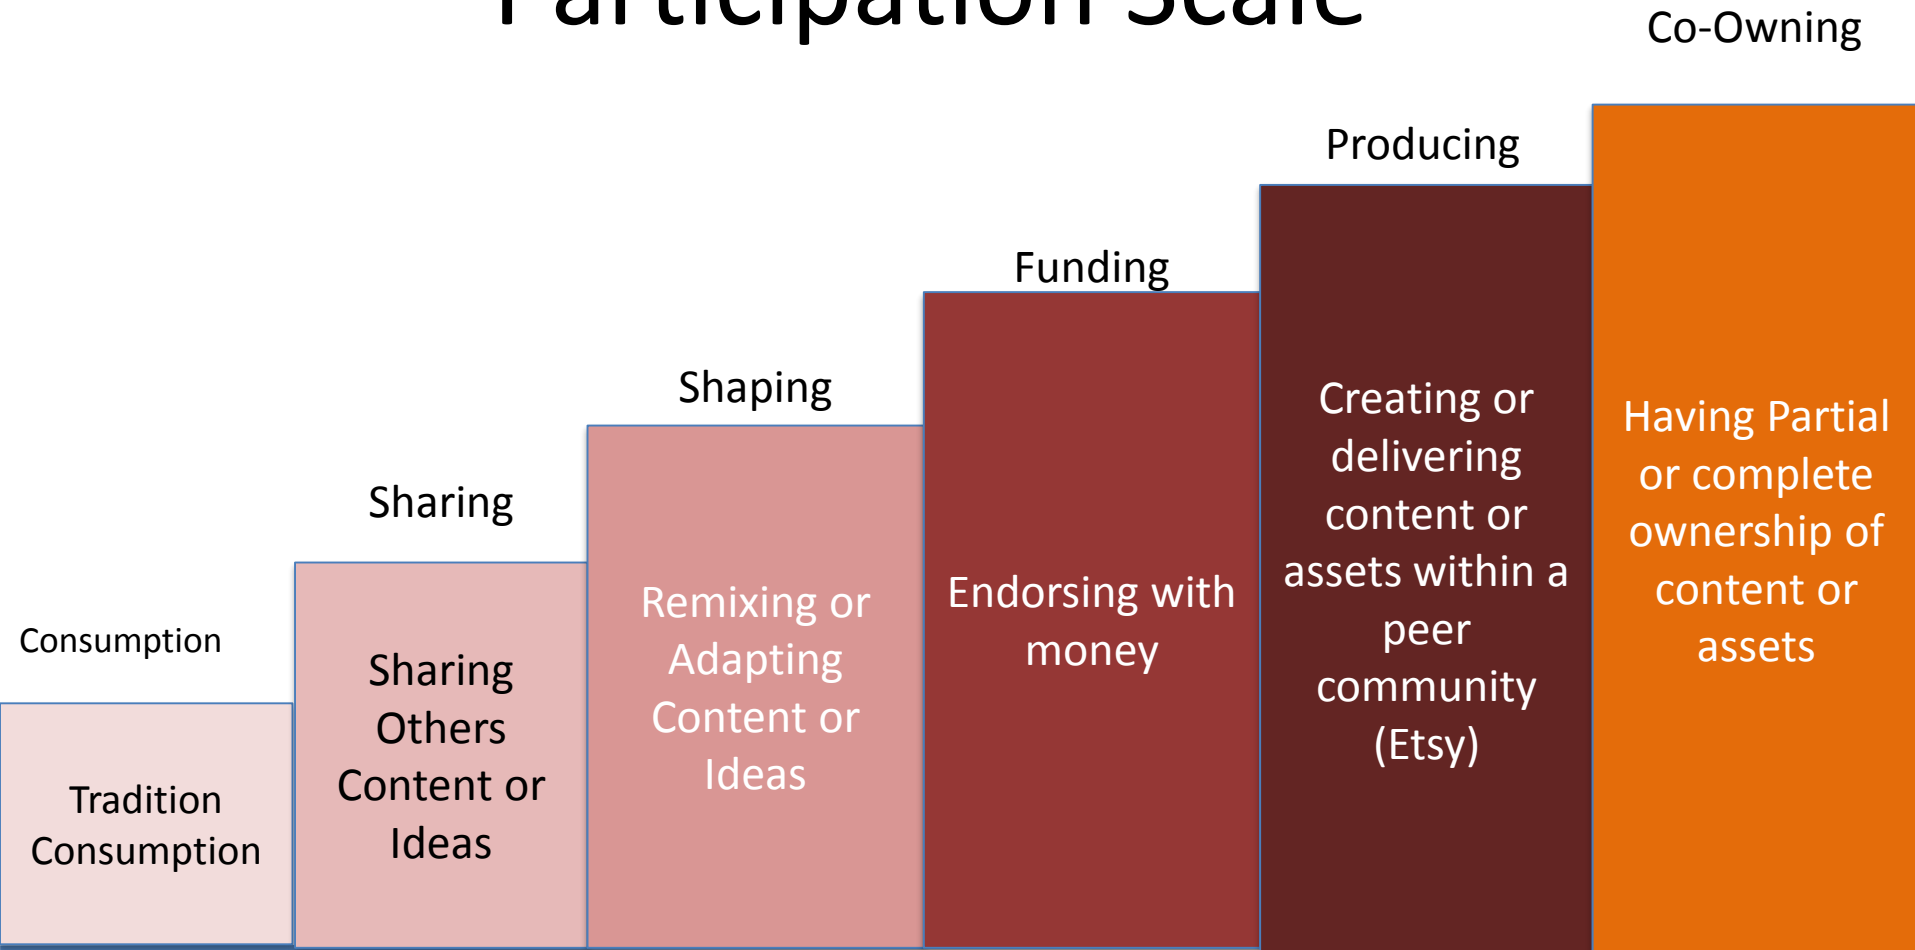 Participation Scale
Co-Owning
Producing
Funding
Shaping
Sharing
Consumption
Tradition
Consumption
Sharing
Others
Content or
Ideas
Remixing or
Adapting
Content or
Ideas
Endorsing with
money
Creating or
delivering
content or
assets within a
peer
community
(Etsy)
Having Partial
or complete
ownership of
content or
assets